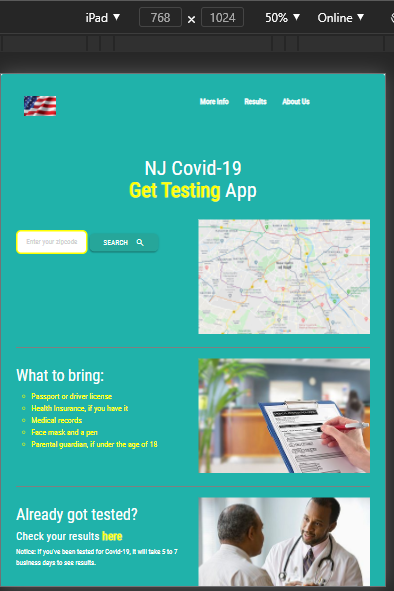 iPad ▼ 768 × 1024 50% ▼ Online ▼
More Info Results About Us
NJ Covid-19
Get Testing App
Enter your zipcode SEARCH
What to bring:
Passport or driver license
Health Insurance, if you have it
Medical records
Face mask and a pen
Parental guardian, if under the age of 18
Already got tested?
Check your results here
Notice: If you've been tested for Covid-19, it will take 5 to 7
business days to see results.